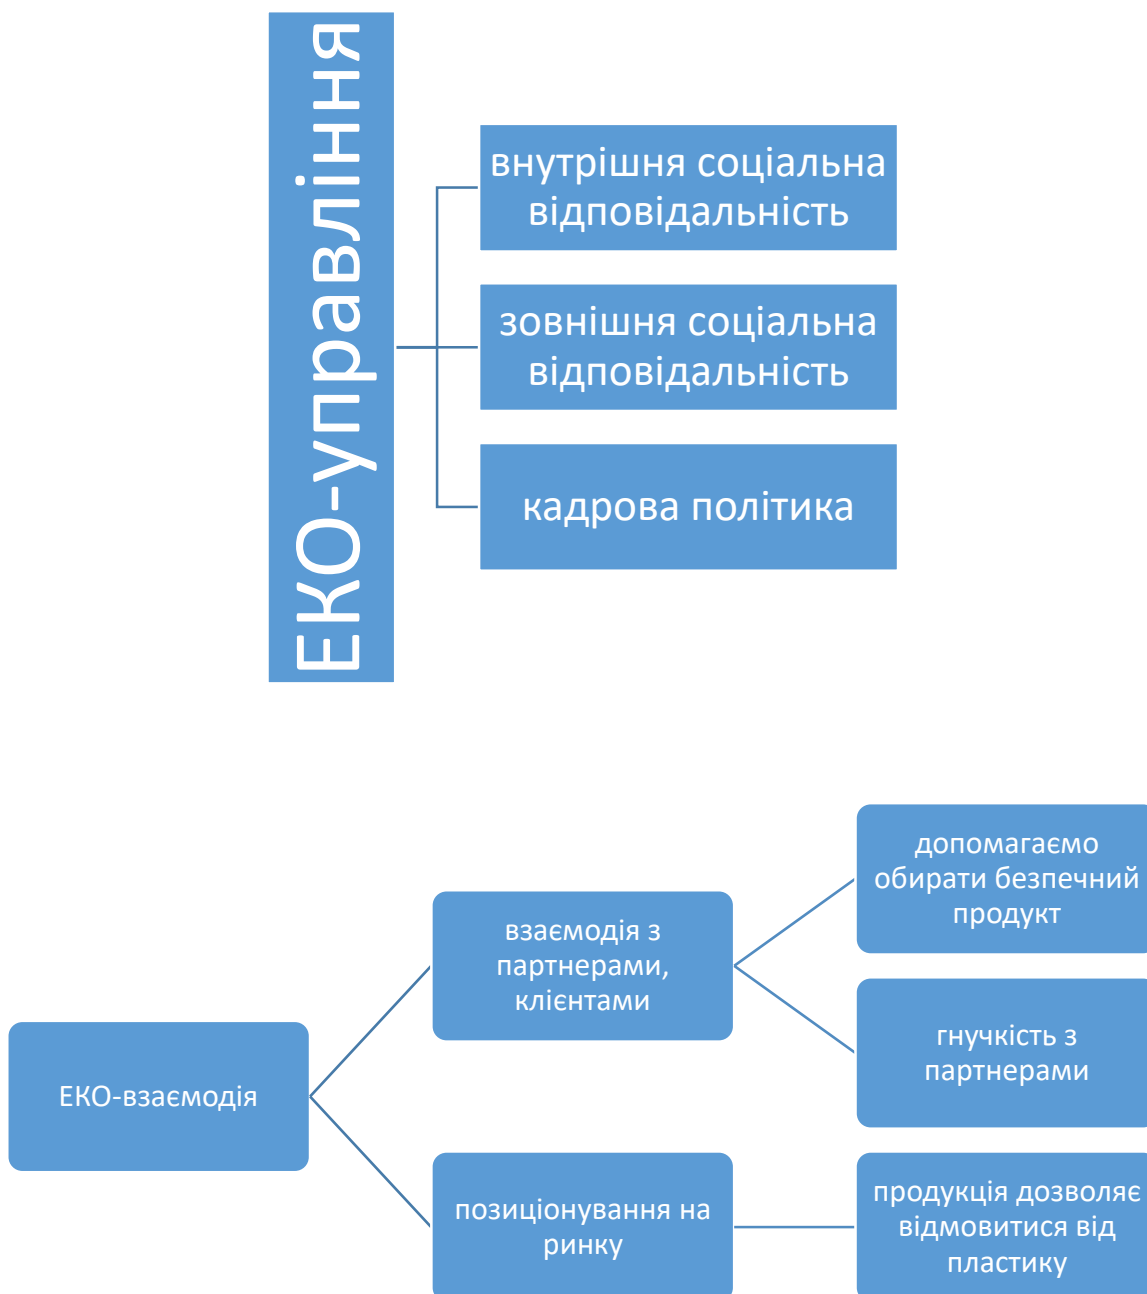 ЕКО-управління
внутрішня соціальна
відповідальність
зовнішня соціальна
відповідальність
кадрова політика
ЕКО-взаємодія
взаємодія з
партнерами,
клієнтами
допомагаємо
обирати безпечний
продукт
гнучкість з
партнерами
позиціонування на
ринку
продукція дозволяє
відмовитися від
пластику